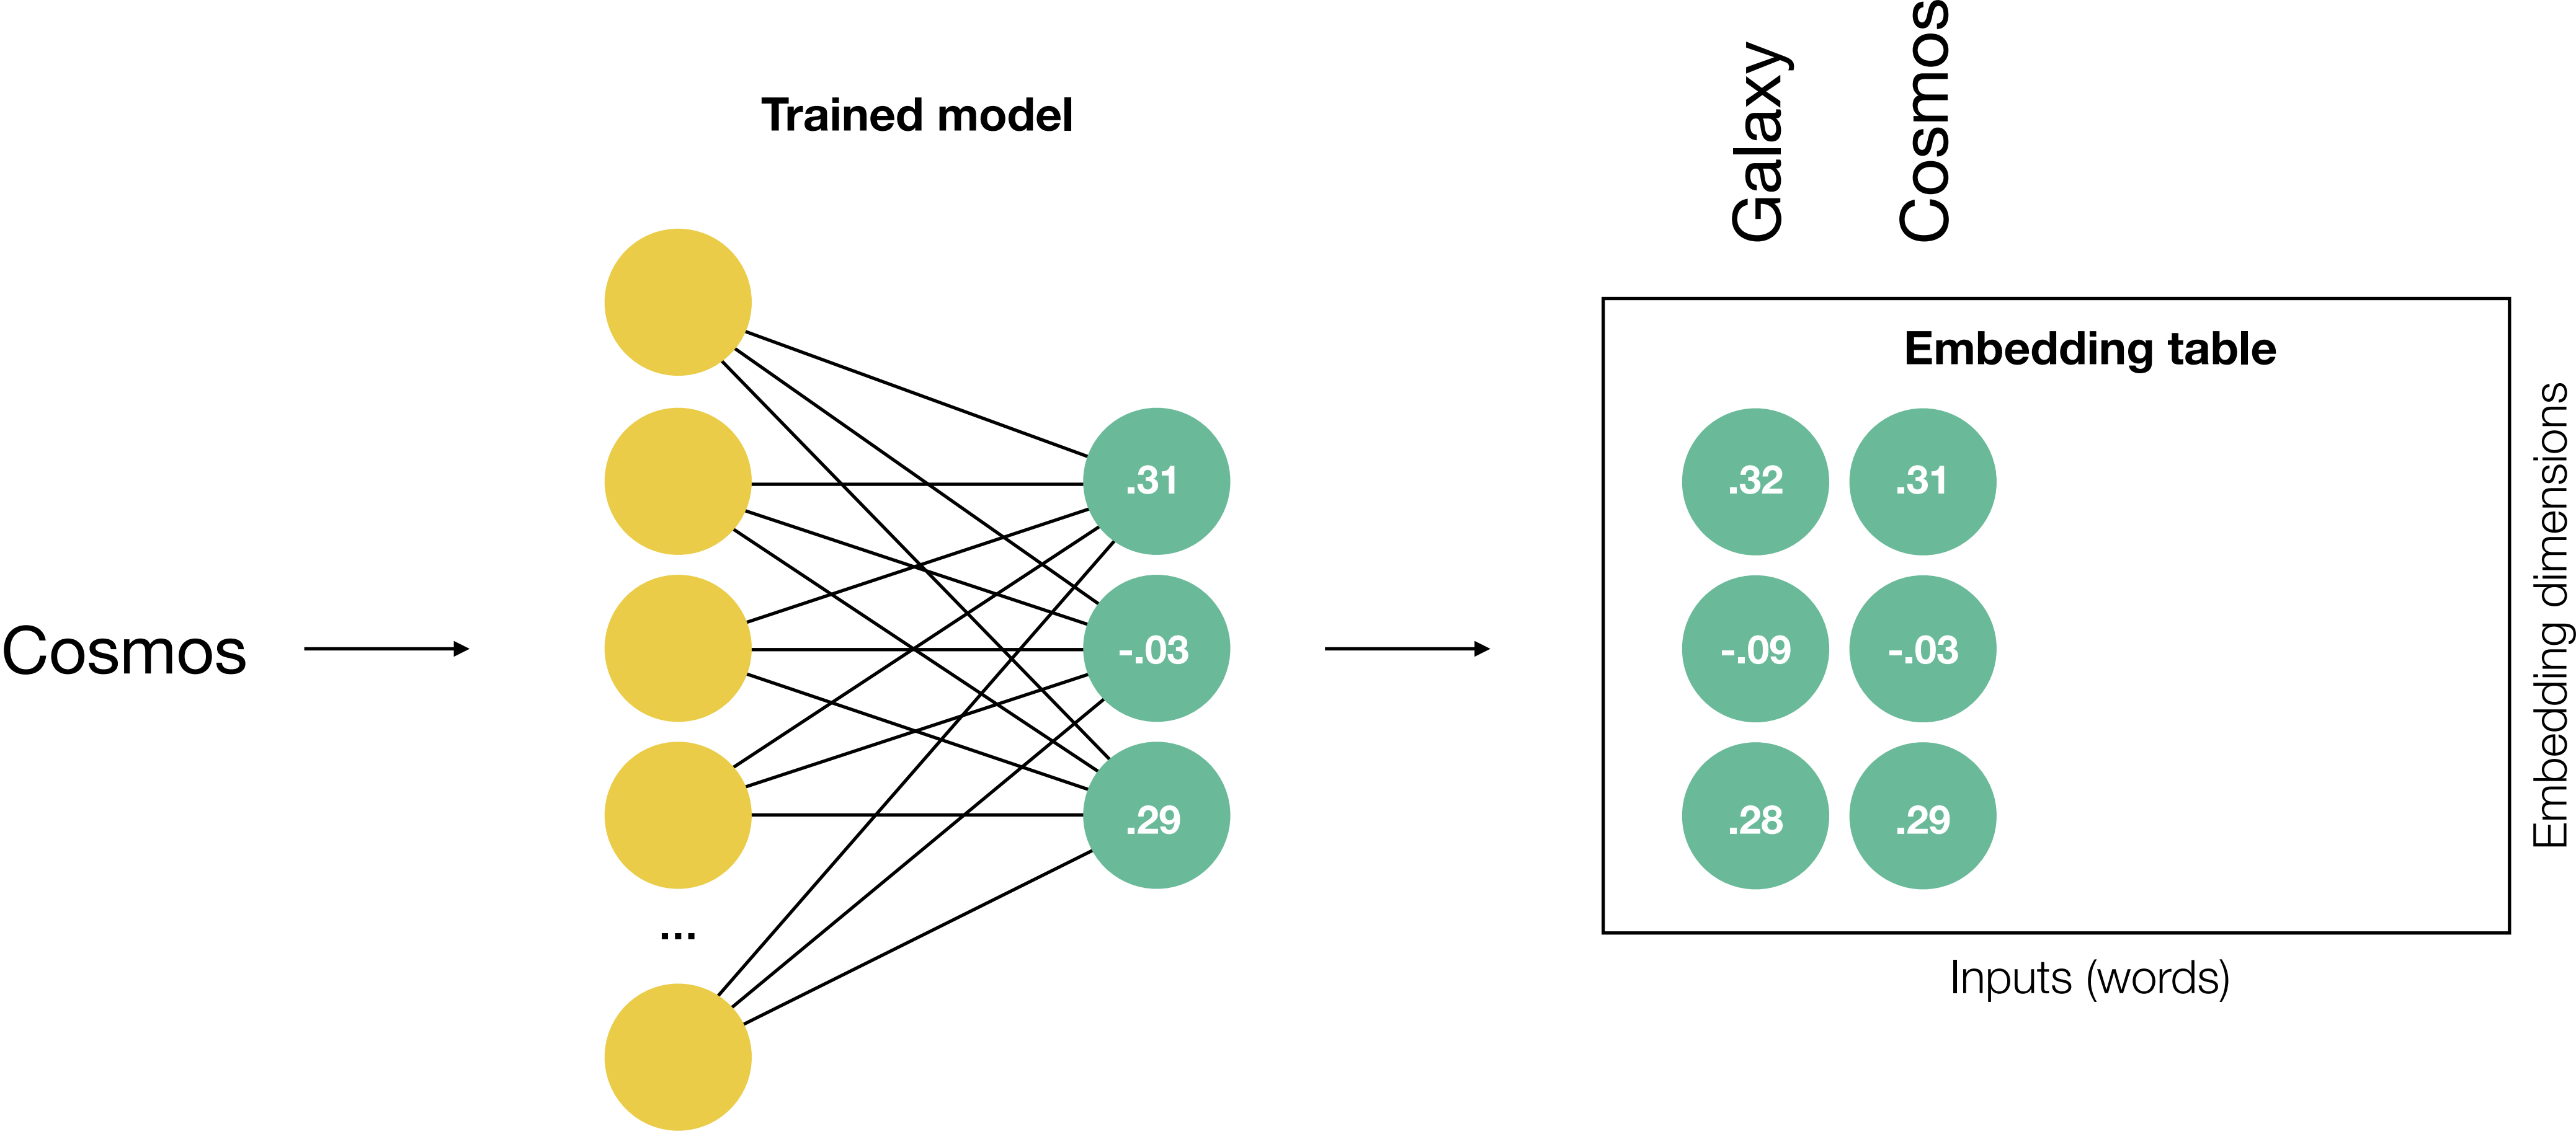 Trained model
Galaxy
Cosmos
Embedding table
Cosmos
.31
-.03
.29
...
.32
.31
-.09
-.03
.28
.29
Embedding dimensions
Inputs (words)